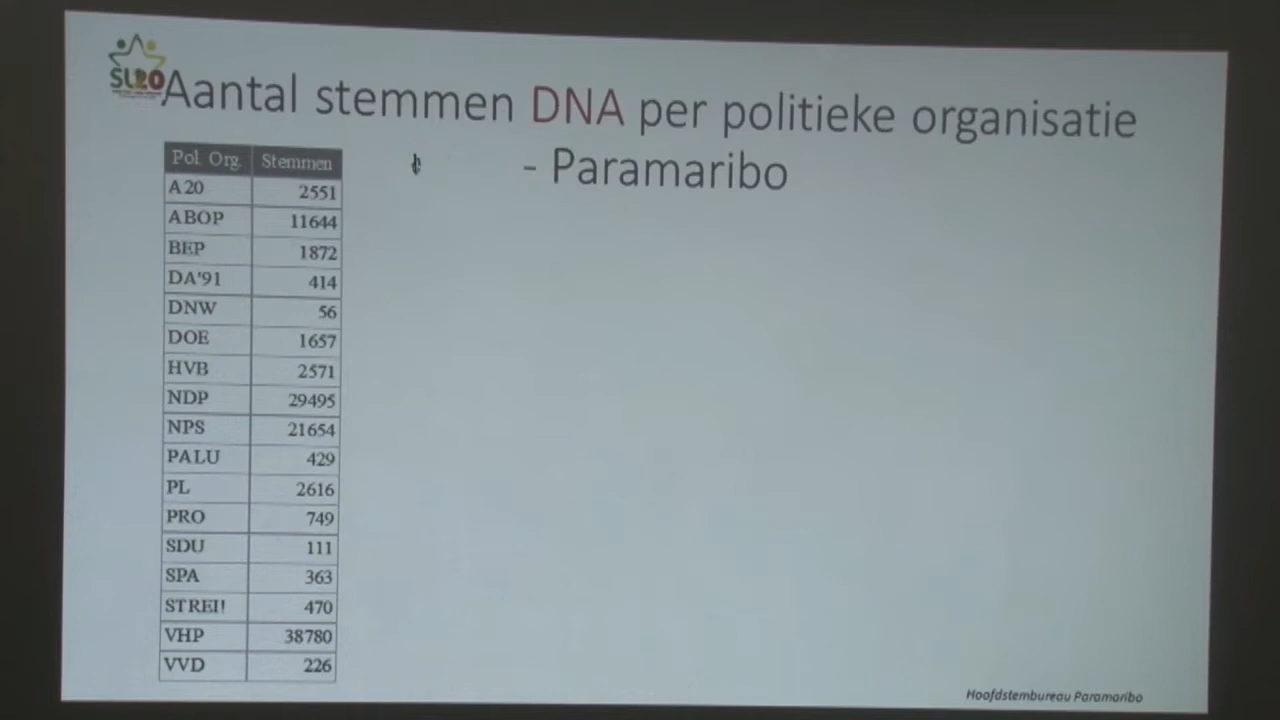 SU20
Aantal stemmen DNA per politieke organisatie
- Paramaribo
Pol. Org. Stemmen
A20 2551
ABOP 11644
BEP 1872
DA'91 414
DNW 56
DOE 1657
HVB 2571
NDP 29495
NPS 21654
PALU 429
PL 2616
PRO 749
SDU 111
SPA 363
STREI! 470
VHP 38780
VVD 226
Hoofdstembureau Paramaribo